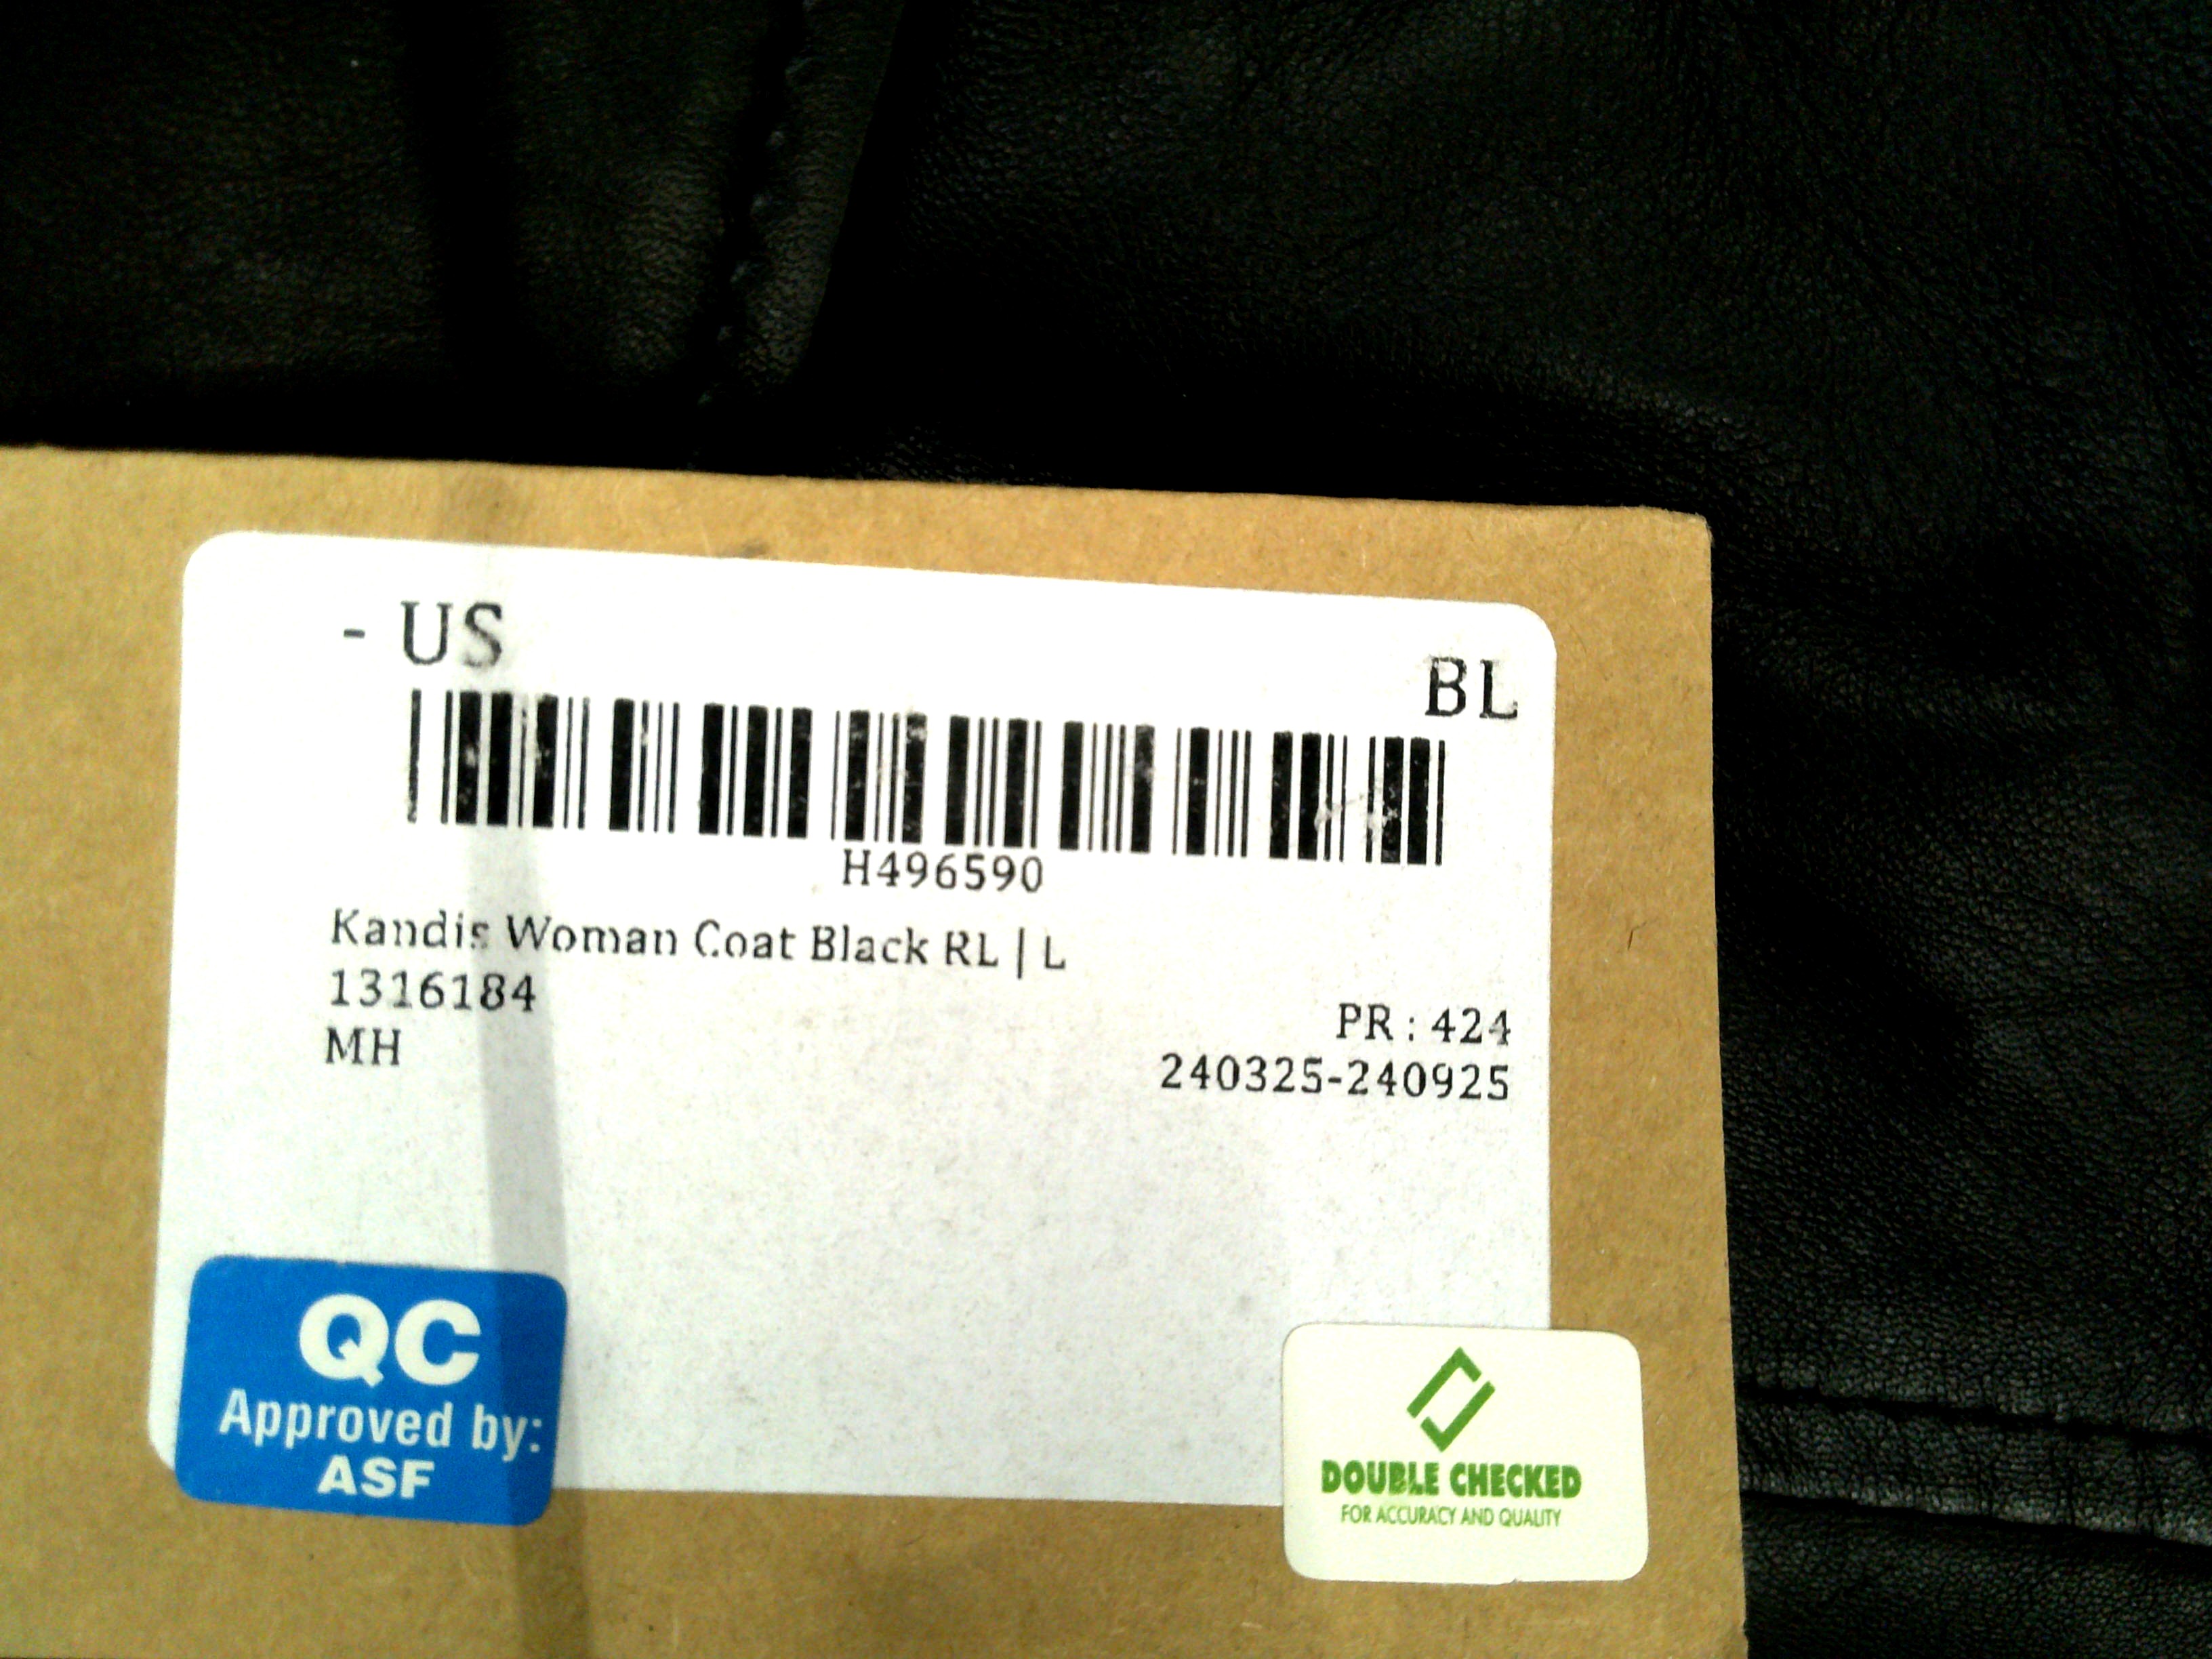 - US
BL
H496590
Kandis Woman Coat Black RL | L
1316184
PR : 424
MH
240325-240925
QC
Approved by:
ASF
DOUBLE CHECKED
FOR ACCURACY AND QUALITY